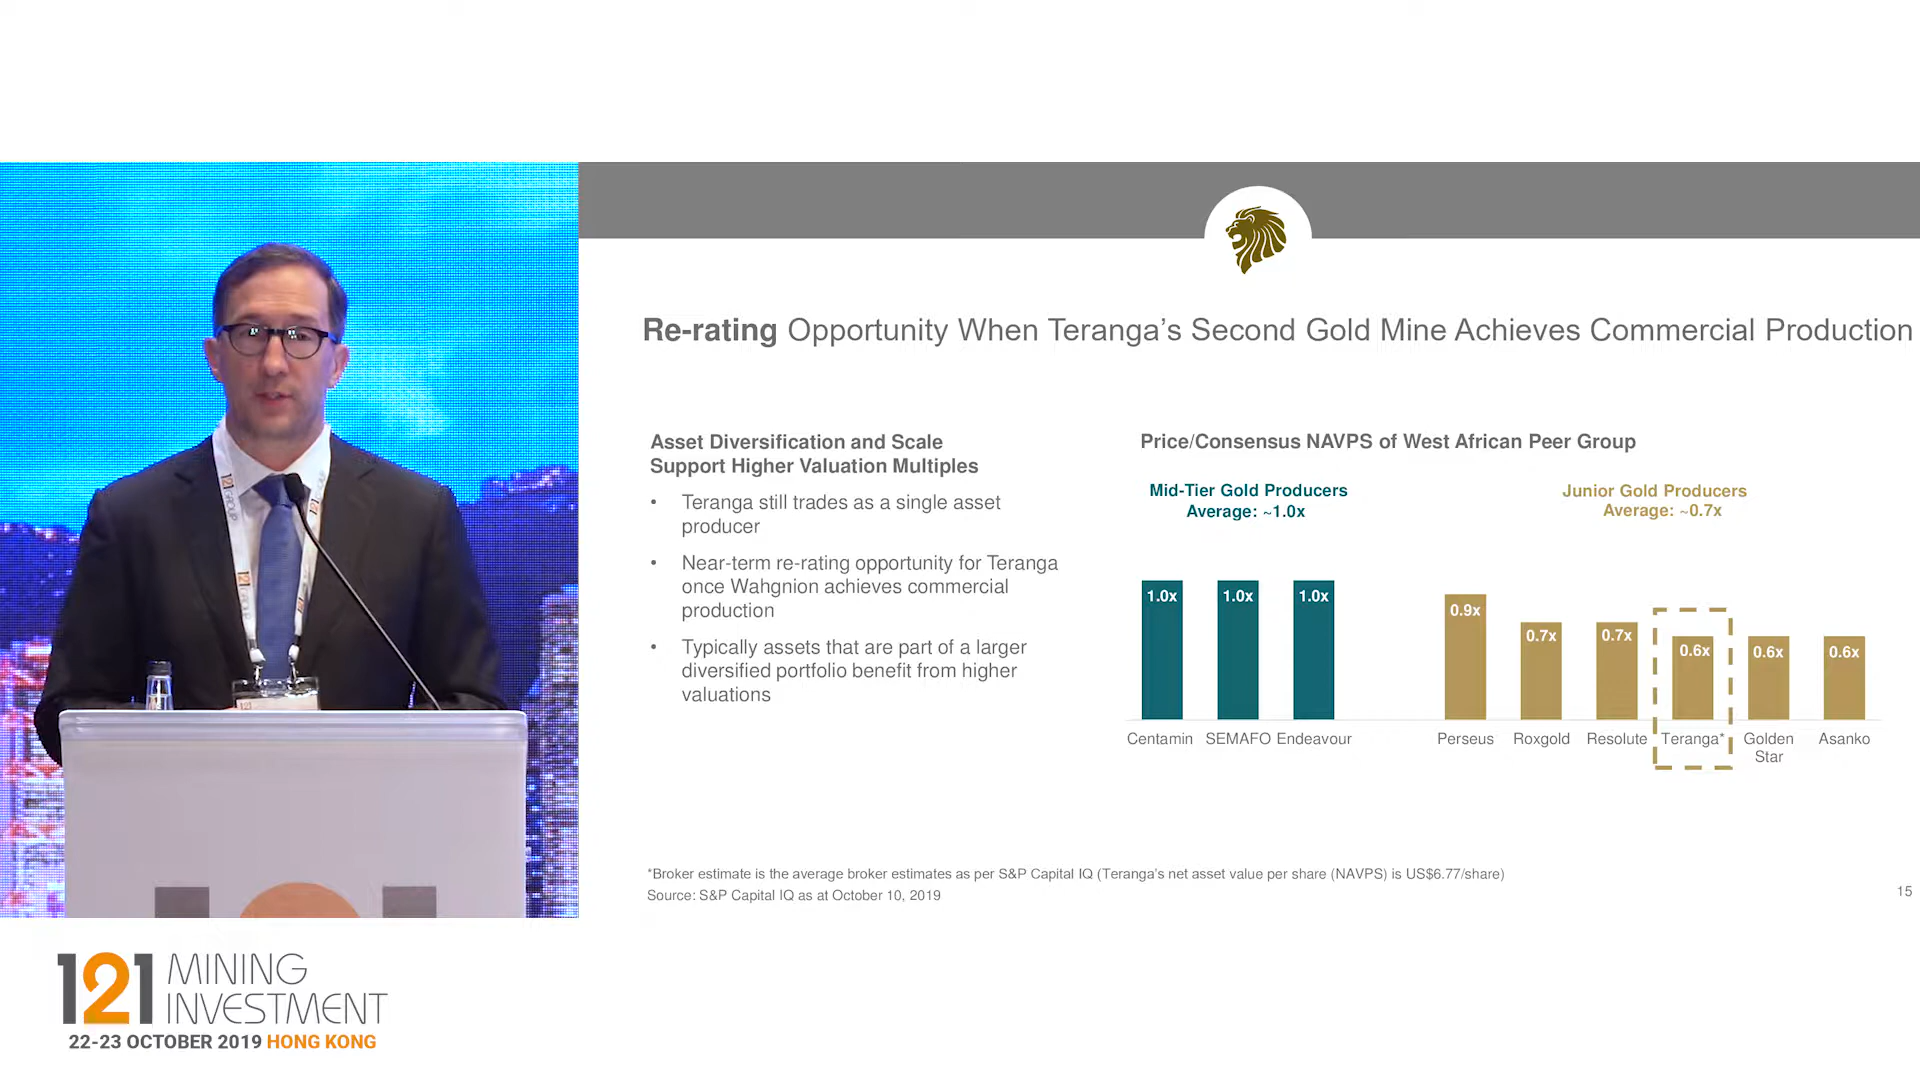 Re-rating Opportunity When Teranga’s Second Gold Mine Achieves Commercial Production
Asset Diversification and Scale
Support Higher Valuation Multiples
• Teranga still trades as a single asset
producer
• Near-term re-rating opportunity for Teranga
once Wahgnion achieves commercial
production
• Typically assets that are part of a larger
diversified portfolio benefit from higher
valuations
Price/Consensus NAVPS of West African Peer Group
Mid-Tier Gold Producers
Average: ~1.0x
Junior Gold Producers
Average: ~0.7x
1.0x 1.0x 1.0x 0.9x 0.7x 0.7x 0.6x 0.6x 0.6x
Centamin SEMAFO Endeavour Perseus Roxgold Resolute Teranga* Golden Asanko
Star
*Broker estimate is the average broker estimates as per S&P Capital IQ (Teranga’s net asset value per share (NAVPS) is US$6.77/share)
Source: S&P Capital IQ as at October 10, 2019
15
121 MINING
INVESTMENT
22-23 OCTOBER 2019 HONG KONG